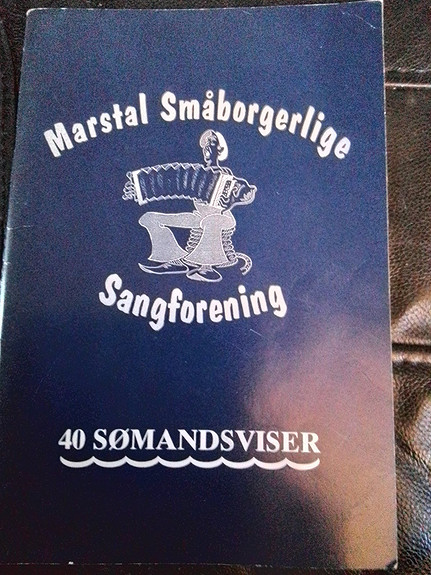 Marstal Småborgerlige
Sangforening
40 SØMANDSVISER